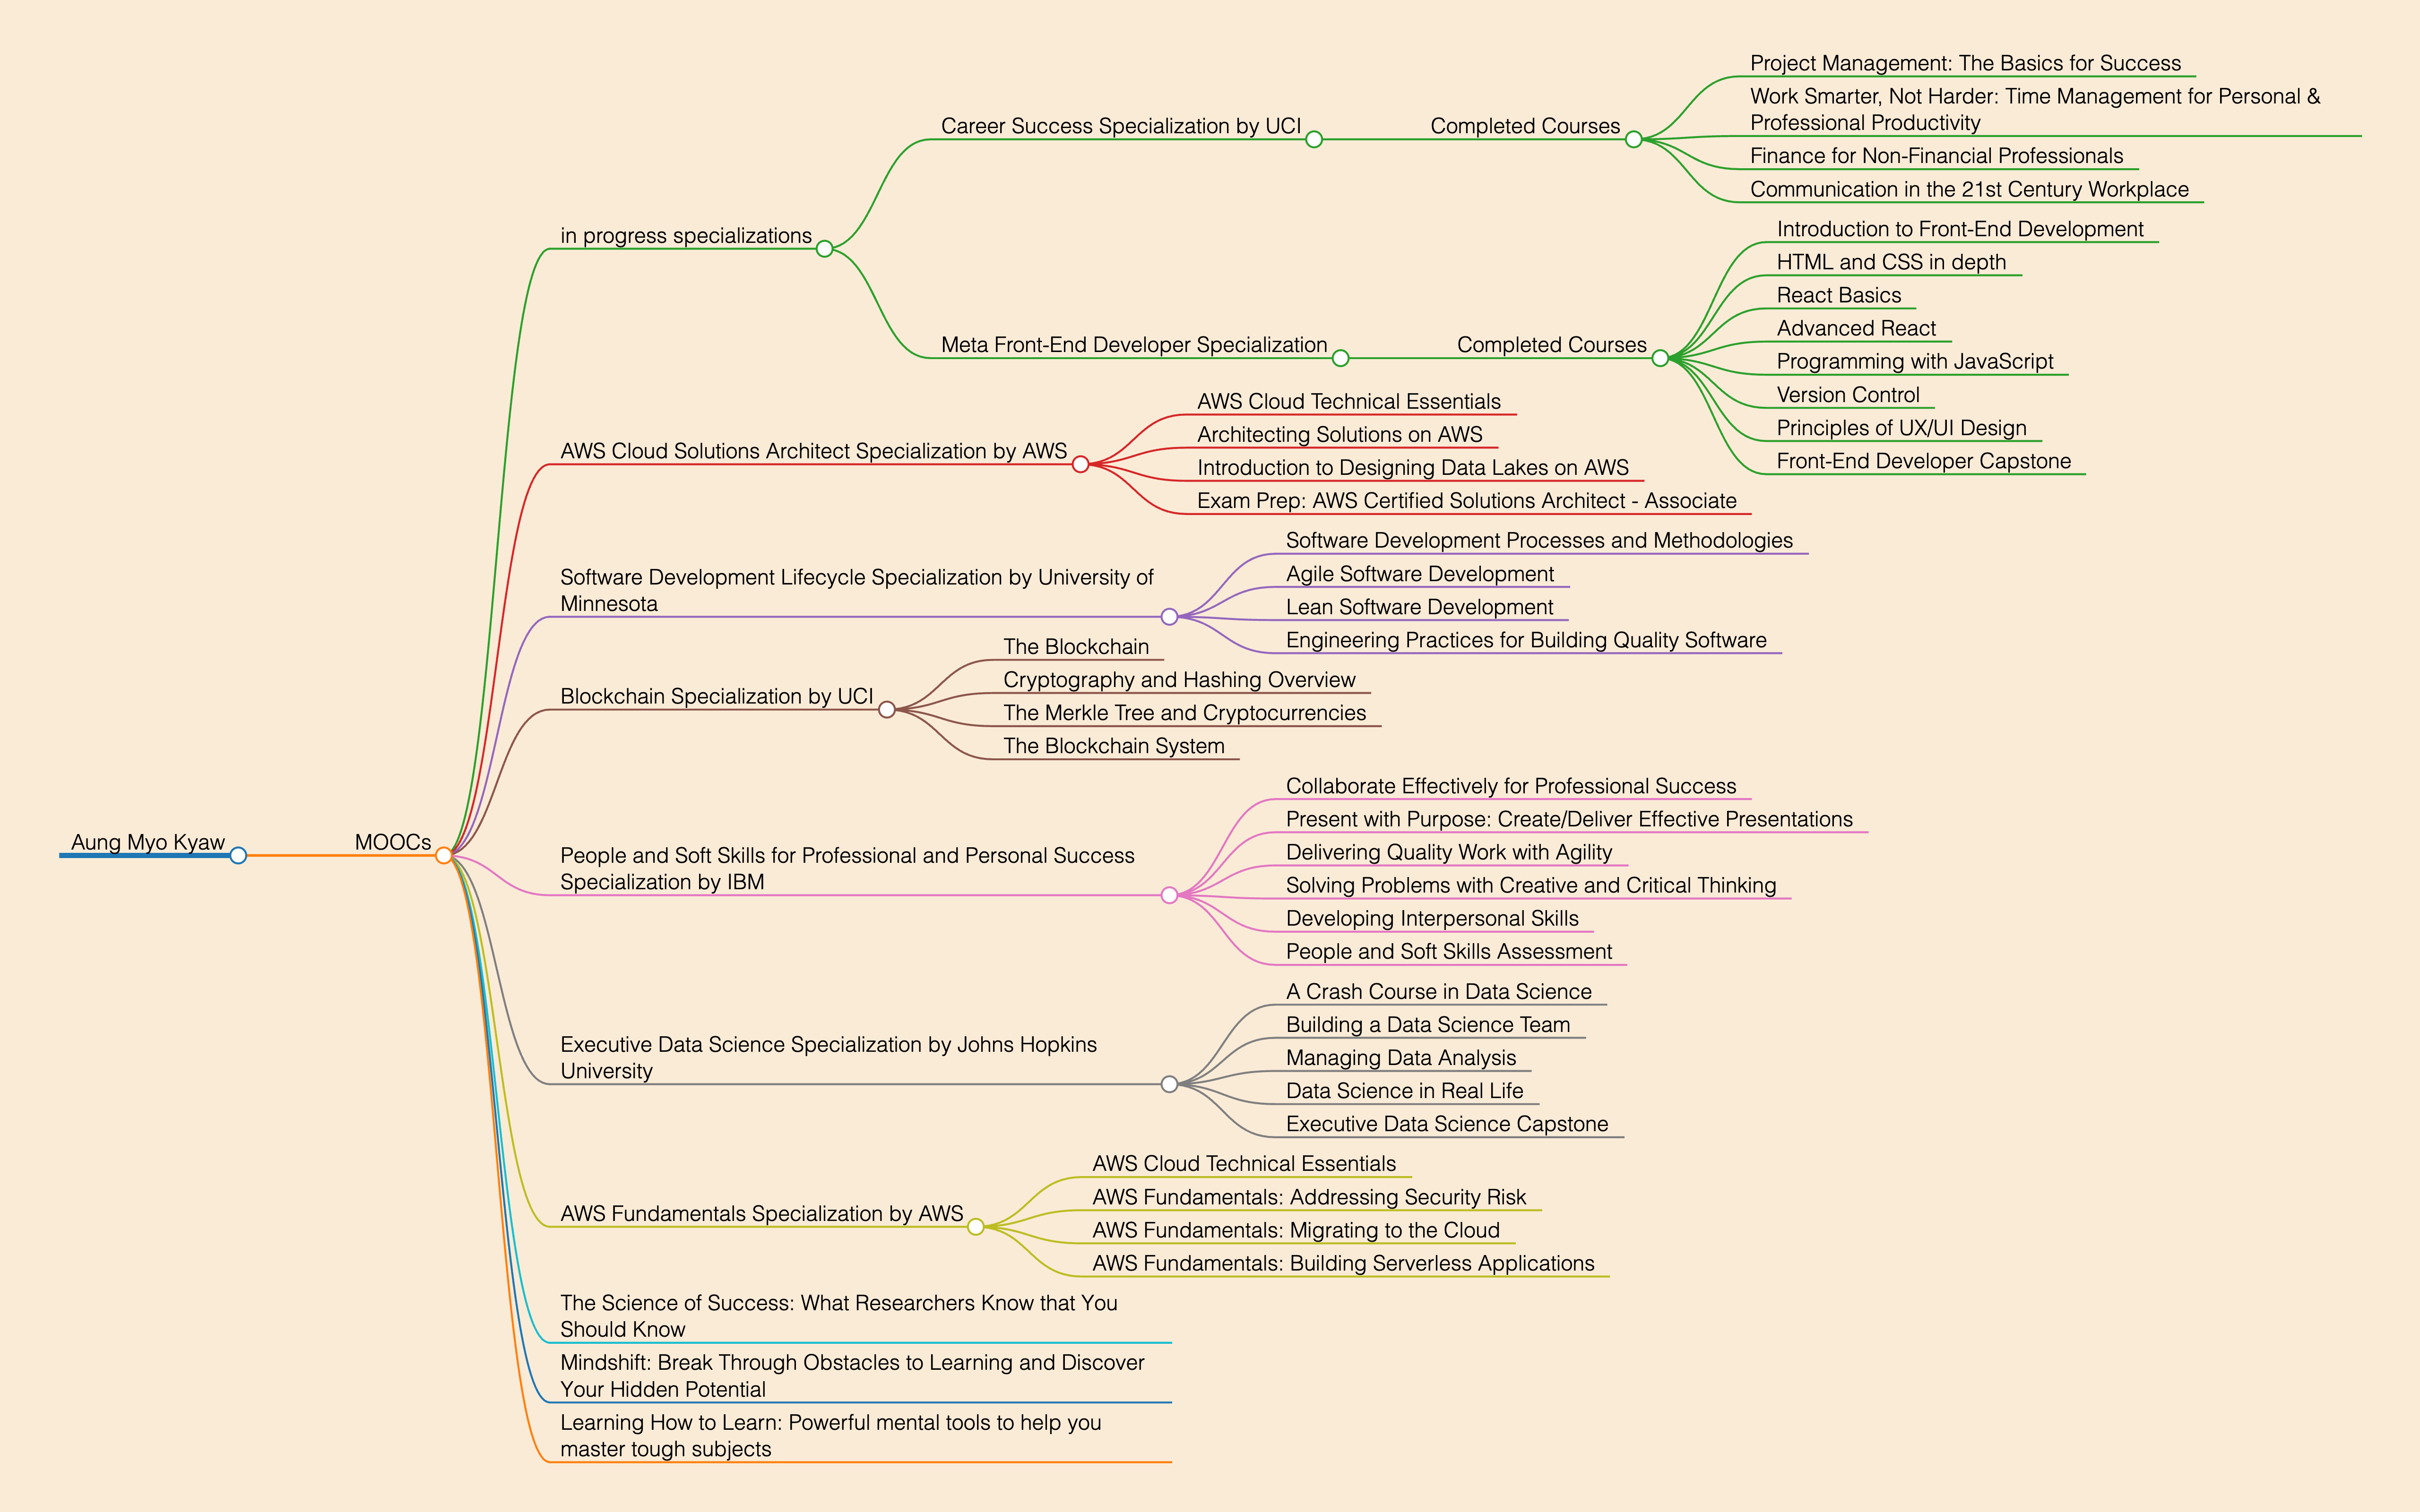 Aung Myo Kyaw
MOOCs
in progress specializations
Career Success Specialization by UCI
Completed Courses
Project Management: The Basics for Success
Work Smarter, Not Harder: Time Management for Personal &
Professional Productivity
Finance for Non-Financial Professionals
Communication in the 21st Century Workplace
Meta Front-End Developer Specialization
Completed Courses
Introduction to Front-End Development
HTML and CSS in depth
React Basics
Advanced React
Programming with JavaScript
Version Control
Principles of UX/UI Design
Front-End Developer Capstone
AWS Cloud Solutions Architect Specialization by AWS
AWS Cloud Technical Essentials
Architecting Solutions on AWS
Introduction to Designing Data Lakes on AWS
Exam Prep: AWS Certified Solutions Architect - Associate
Software Development Lifecycle Specialization by University of
Minnesota
Software Development Processes and Methodologies
Agile Software Development
Lean Software Development
Engineering Practices for Building Quality Software
Blockchain Specialization by UCI
The Blockchain
Cryptography and Hashing Overview
The Merkle Tree and Cryptocurrencies
The Blockchain System
People and Soft Skills for Professional and Personal Success
Specialization by IBM
Collaborate Effectively for Professional Success
Present with Purpose: Create/Deliver Effective Presentations
Delivering Quality Work with Agility
Solving Problems with Creative and Critical Thinking
Developing Interpersonal Skills
People and Soft Skills Assessment
Executive Data Science Specialization by Johns Hopkins
University
A Crash Course in Data Science
Building a Data Science Team
Managing Data Analysis
Data Science in Real Life
Executive Data Science Capstone
AWS Fundamentals Specialization by AWS
AWS Cloud Technical Essentials
AWS Fundamentals: Addressing Security Risk
AWS Fundamentals: Migrating to the Cloud
AWS Fundamentals: Building Serverless Applications
The Science of Success: What Researchers Know that You
Should Know
Mindshift: Break Through Obstacles to Learning and Discover
Your Hidden Potential
Learning How to Learn: Powerful mental tools to help you
master tough subjects